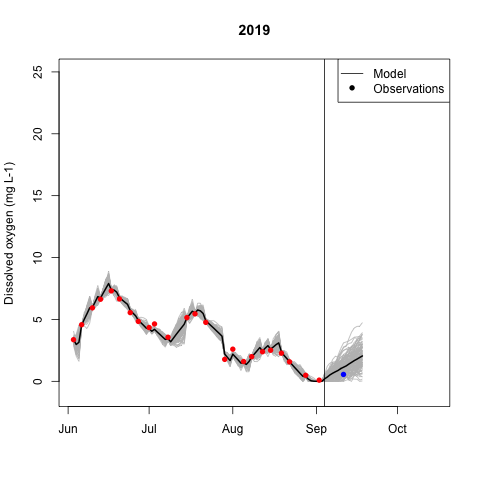 2019
Dissolved oxygen (mg L-1)
25
20
15
10
5
0
Model
Observations
Jun
Jul
Aug
Sep
Oct